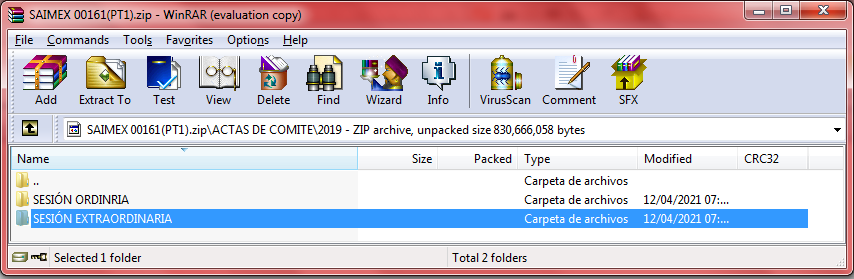 SAIMEX 00161(PT1).zip - WinRAR (evaluation copy)
File Commands Tools Favorites Options Help
Add Extract To Test View Delete Find Wizard Info VirusScan Comment SFX
SAIMEX 00161(PT1).zip\ACTAS DE COMITE\2019 - ZIP archive, unpacked size 830,666,058 bytes
Name Size Packed Type Modified CRC32
.. Carpeta de archivos
SESIÓN ORDINRIA Carpeta de archivos 12/04/2021 07:...
SESIÓN EXTRAORDINARIA Carpeta de archivos 12/04/2021 07:...
Selected 1 folder Total 2 folders